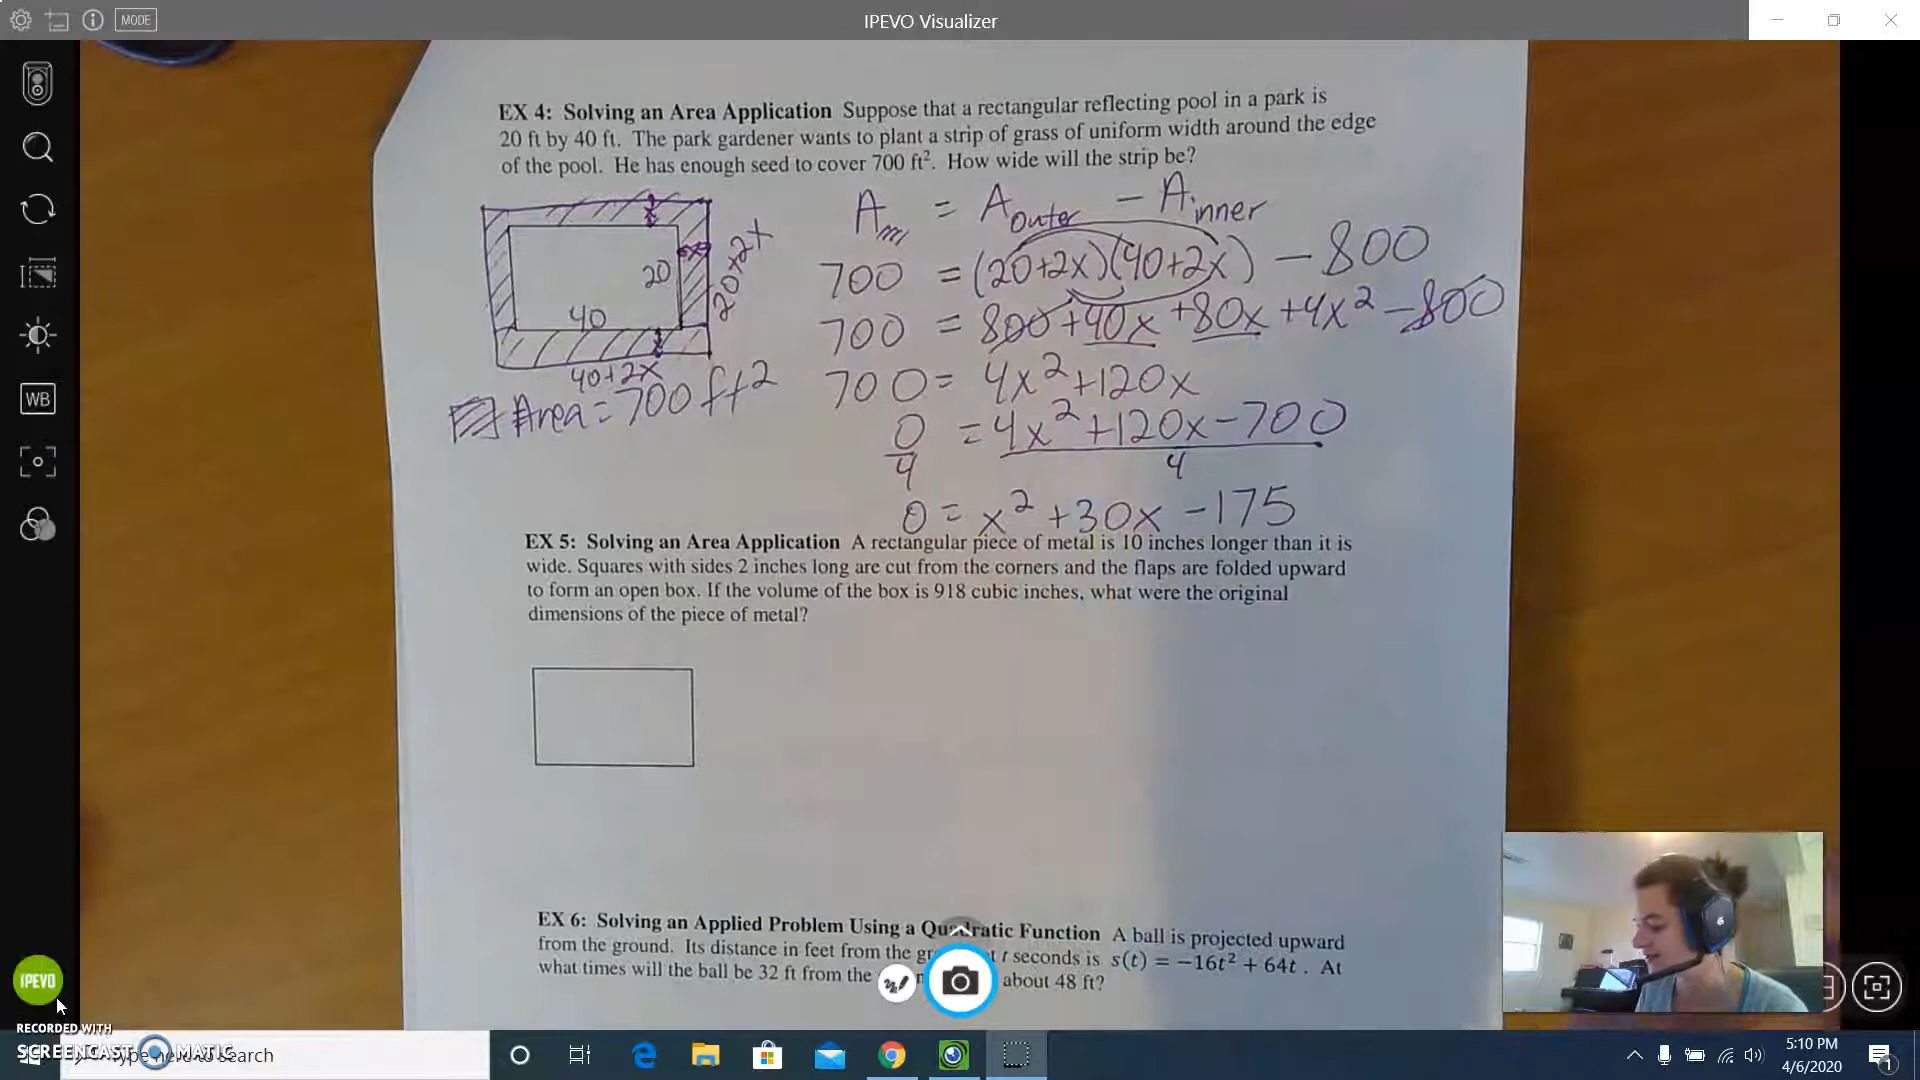 MODE
IPEVO Visualizer
EX 4: Solving an Area Application Suppose that a rectangular reflecting pool in a park is
20 ft by 40 ft. The park gardener wants to plant a strip of grass of uniform width around the edge
of the pool. He has enough seed to cover 700 ft². How wide will the strip be?
x
x
20
40
20+2x
40+2x
Area = 700 ft²
A = A outer - A inner
700 = (20+2x)(40+2x) - 800
700 = 800 + 40x + 80x + 4x² - 800
700 = 4x² + 120x
0/4 = 4x² + 120x - 700 / 4
0 = x² + 30x - 175
EX 5: Solving an Area Application A rectangular piece of metal is 10 inches longer than it is
wide. Squares with sides 2 inches long are cut from the corners and the flaps are folded upward
to form an open box. If the volume of the box is 918 cubic inches, what were the original
dimensions of the piece of metal?
EX 6: Solving an Applied Problem Using a Quadratic Function A ball is projected upward
from the ground. Its distance in feet from the t seconds is s(t) = −16t² + 64t . At
what times will the ball be 32 ft from the about 48 ft?
WB
IPEVO
RECORDED WITH
SCREENCAST MATIC
here to search
5:10 PM
4/6/2020
1